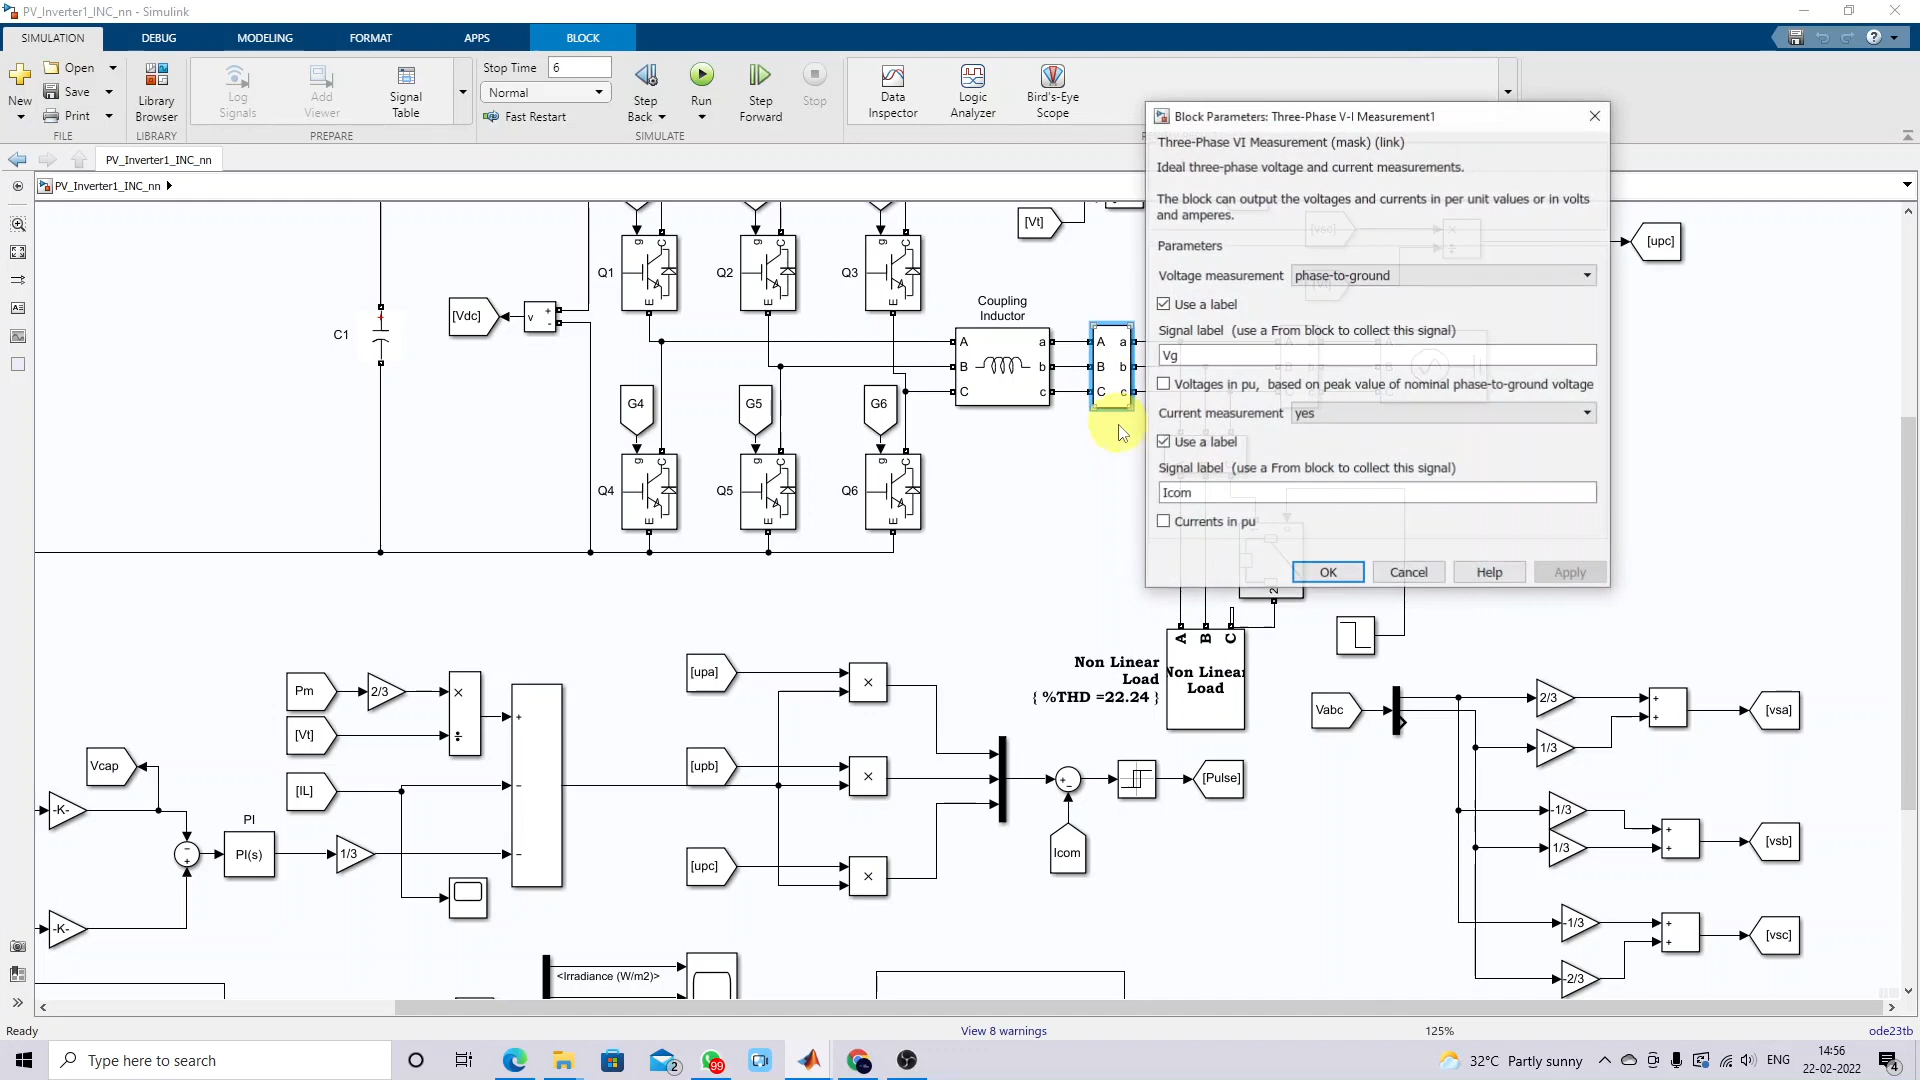 PV_Inverter1_INC_nn - Simulink
SIMULATION
DEBUG
MODELING
FORMAT
APPS
BLOCK
New
Open
Save
Print
FILE
Library
Browser
LIBRARY
Log
Signals
Add
Viewer
Signal
Table
PREPARE
Stop Time
6
Normal
Fast Restart
Step
Back
Run
Step
Forward
Stop
SIMULATE
Data
Inspector
Logic
Analyzer
Bird's-Eye
Scope
PV_Inverter1_INC_nn
PV_Inverter1_INC_nn
Block Parameters: Three-Phase V-I Measurement1
Three-Phase VI Measurement (mask) (link)
Ideal three-phase voltage and current measurements.
The block can output the voltages and currents in per unit values or in volts
and amperes.
Parameters
Voltage measurement
phase-to-ground
Use a label
Signal label (use a From block to collect this signal)
Vg
Voltages in pu, based on peak value of nominal phase-to-ground voltage
Current measurement
yes
Use a label
Signal label (use a From block to collect this signal)
Icom
Currents in pu
OK
Cancel
Help
Apply
[Vt]
[vsc]
[upc]
Q1
Q2
Q3
g
C
E
g
C
E
g
C
E
[Vdc]
v
+
-
C1
+
Coupling
Inductor
A
B
C
a
b
c
A
B
C
a
b
c
G4
G5
G6
Q4
Q5
Q6
g
C
E
g
C
E
g
C
E
2
A
B
C
Non Linear
Load
{ %THD =22.24 }
Non Linear
Load
Pm
2/3
×
÷
[Vt]
[IL]
+
−
−
Vcap
-K-
-K-
−
+
PI
PI(s)
1/3
[upa]
[upb]
[upc]
×
×
×
+
−
[Pulse]
Icom
Vabc
2/3
1/3
+
+
[vsa]
-1/3
1/3
+
+
[vsb]
-1/3
-2/3
+
+
[vsc]
<Irradiance (W/m2)>
Ready
View 8 warnings
125%
ode23tb
Type here to search
2
99
32°C Partly sunny
ENG
14:56
22-02-2022
4